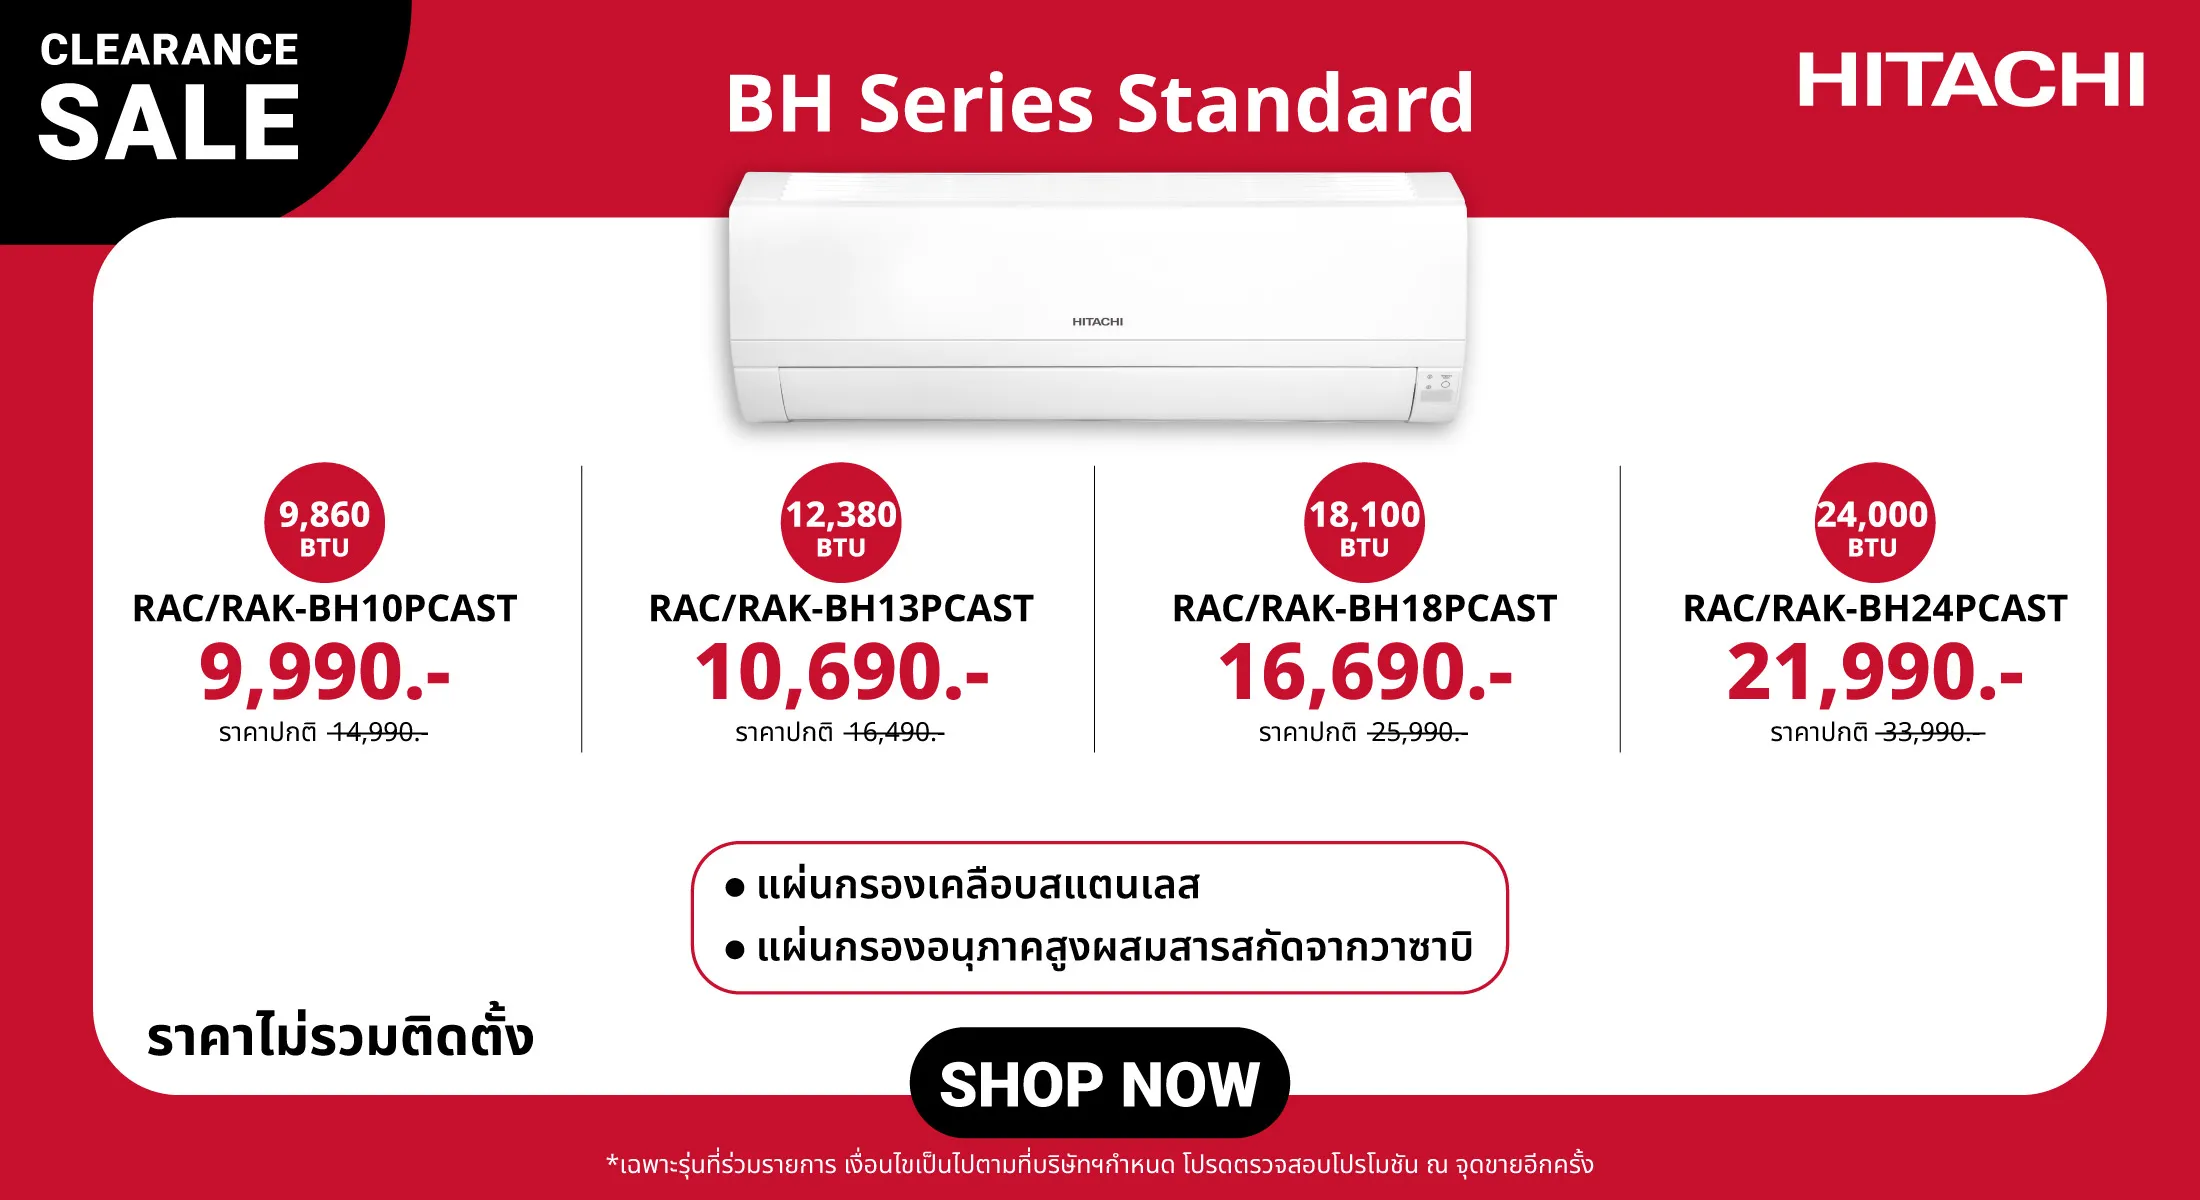 CLEARANCE
SALE
BH Series Standard
HITACHI
HITACHI
9,860
BTU
RAC/RAK-BH10PCAST
9,990.-
ราคาปกติ 14,990.-
12,380
BTU
RAC/RAK-BH13PCAST
10,690.-
ราคาปกติ 16,490.-
18,100
BTU
RAC/RAK-BH18PCAST
16,690.-
ราคาปกติ 25,990.-
24,000
BTU
RAC/RAK-BH24PCAST
21,990.-
ราคาปกติ 33,990.-
● แผ่นกรองเคลือบสแตนเลส
● แผ่นกรองอนุภาคสูงผสมสารสกัดจากวาซาบิ
ราคาไม่รวมติดตั้ง
SHOP NOW
*เฉพาะรุ่นที่ร่วมรายการ เงื่อนไขเป็นไปตามที่บริษัทฯกำหนด โปรดตรวจสอบโปรโมชัน ณ จุดขายอีกครั้ง